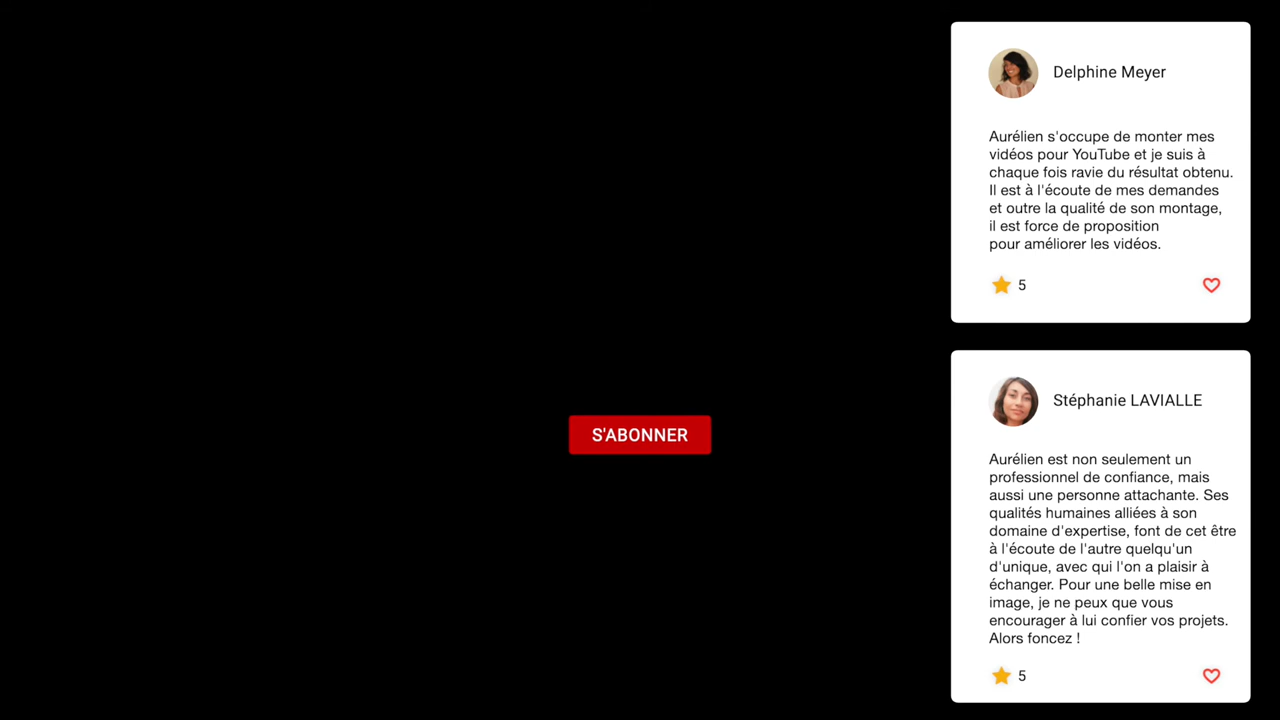 Delphine Meyer
Aurélien s'occupe de monter mes
vidéos pour YouTube et je suis à
chaque fois ravie du résultat obtenu.
Il est à l'écoute de mes demandes
et outre la qualité de son montage,
il est force de proposition
pour améliorer les vidéos.
5
S'ABONNER
Stéphanie LAVIALLE
Aurélien est non seulement un
professionnel de confiance, mais
aussi une personne attachante. Ses
qualités humaines alliées à son
domaine d'expertise, font de cet être
à l'écoute de l'autre quelqu'un
d'unique, avec qui l'on a plaisir à
échanger. Pour une belle mise en
image, je ne peux que vous
encourager à lui confier vos projets.
Alors foncez !
5